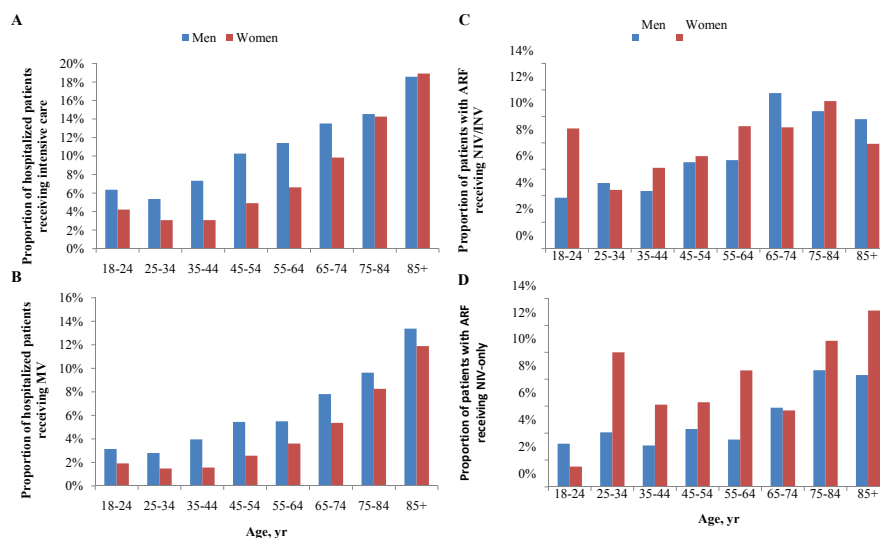 A
Men Women
Proportion of hospitalized patients
receiving intensive care
20%
18%
16%
14%
12%
10%
8%
6%
4%
2%
0%
18-24 25-34 35-44 45-54 55-64 65-74 75-84 85+
B
Proportion of hospitalized patients
receiving MV
16%
14%
12%
10%
8%
6%
4%
2%
0%
18-24 25-34 35-44 45-54 55-64 65-74 75-84 85+
Age, yr
C
Men Women
Proportion of patients with ARF
receiving NIV/INV
14%
12%
10%
8%
6%
4%
2%
0%
18-24 25-34 35-44 45-54 55-64 65-74 75-84 85+
D
Proportion of patients with ARF
receiving NIV-only
12%
10%
8%
6%
4%
2%
0%
18-24 25-34 35-44 45-54 55-64 65-74 75-84 85+
Age, yr